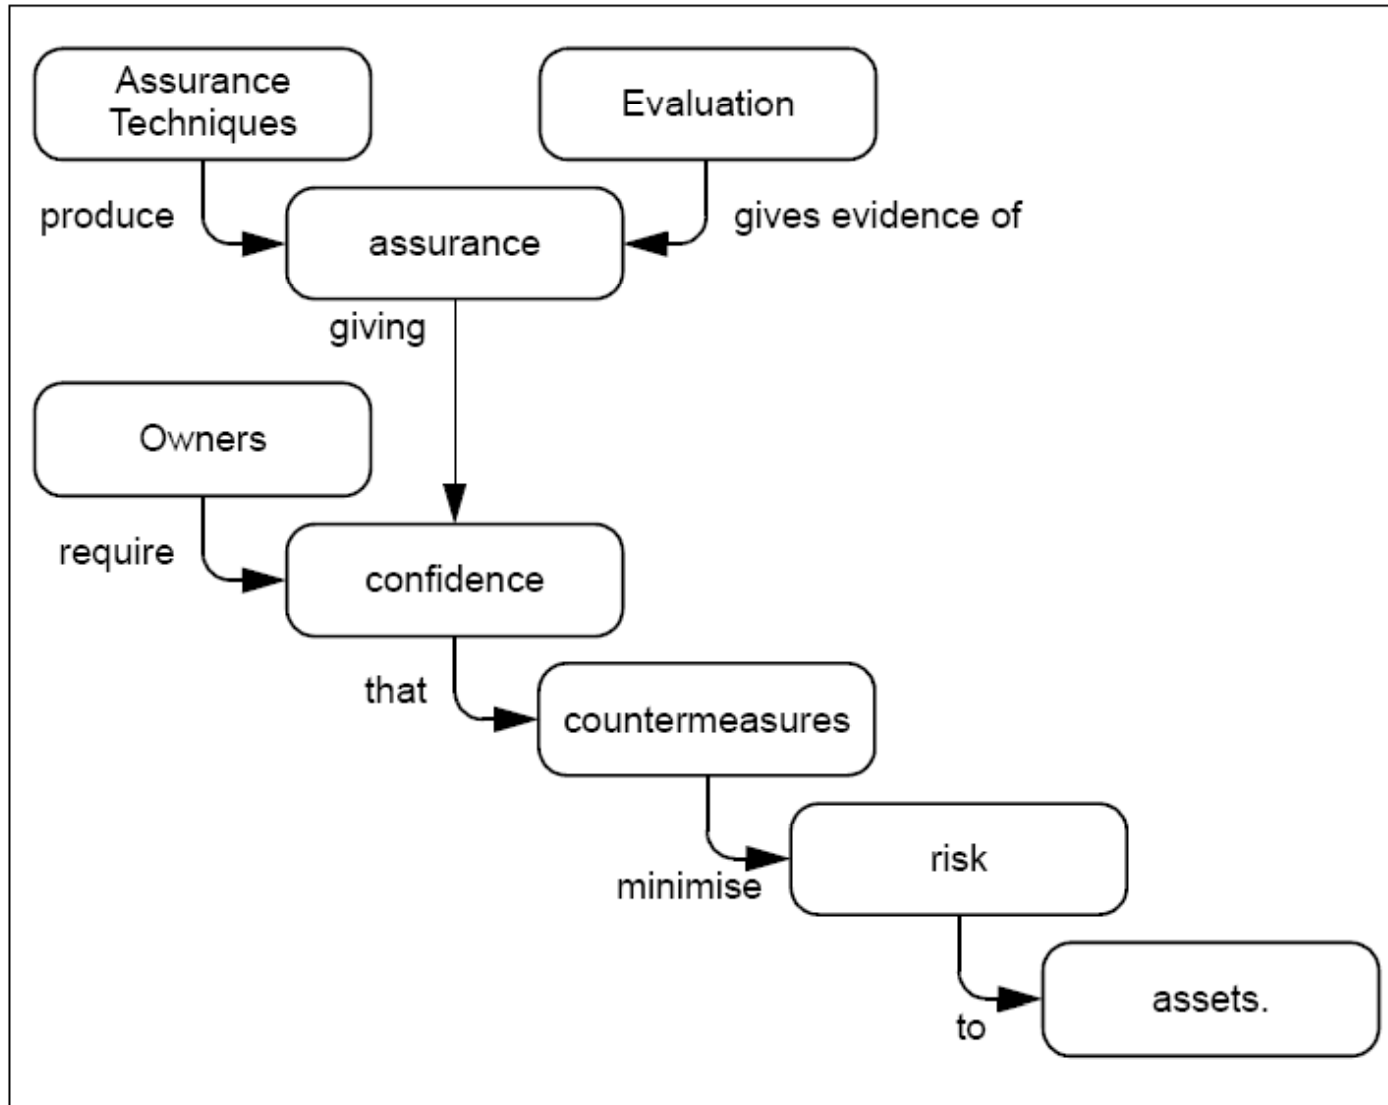 Assurance
Techniques
Evaluation
produce
assurance
gives evidence of
giving
Owners
require
confidence
that
countermeasures
minimise
risk
to
assets.